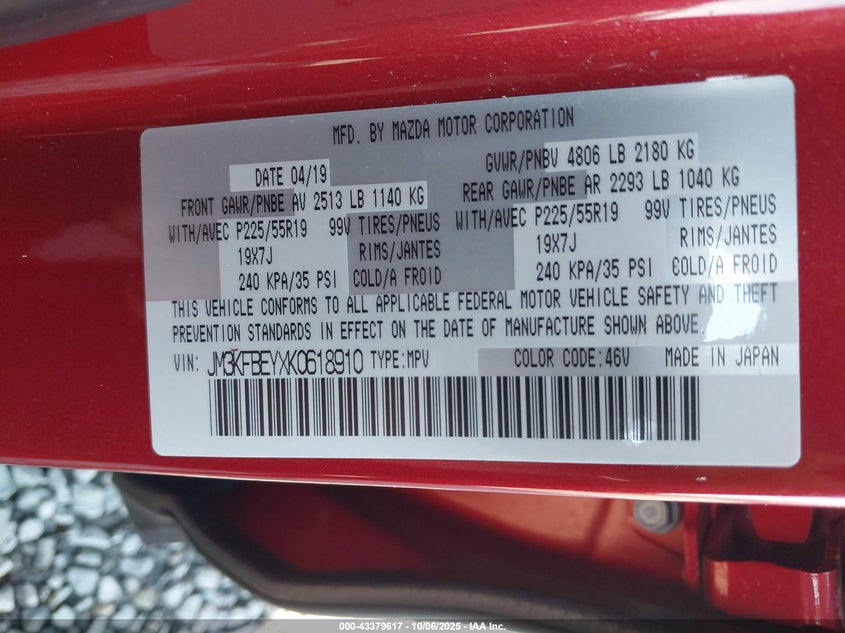 MFD. BY MAZDA MOTOR CORPORATION
DATE 04/19 GVWR/PNBV 4806 LB 2180 KG
FRONT GAWR/PNBE AV 2513 LB 1140 KG REAR GAWR/PNBE AR 2293 LB 1040 KG
WITH/AVEC P225/55R19 99V TIRES/PNEUS WITH/AVEC P225/55R19 99V TIRES/PNEUS
19X7J RIMS/JANTES 19X7J RIMS/JANTES
240 KPA/35 PSI COLD/A FROID 240 KPA/35 PSI COLD/A FROID
THIS VEHICLE CONFORMS TO ALL APPLICABLE FEDERAL MOTOR VEHICLE SAFETY AND THEFT
PREVENTION STANDARDS IN EFFECT ON THE DATE OF MANUFACTURE SHOWN ABOVE.
VIN: JM3KFBEYXK0618910 TYPE:MPV COLOR CODE:46V MADE IN JAPAN
000-43379617 - 10/06/2025 - IAA Inc.